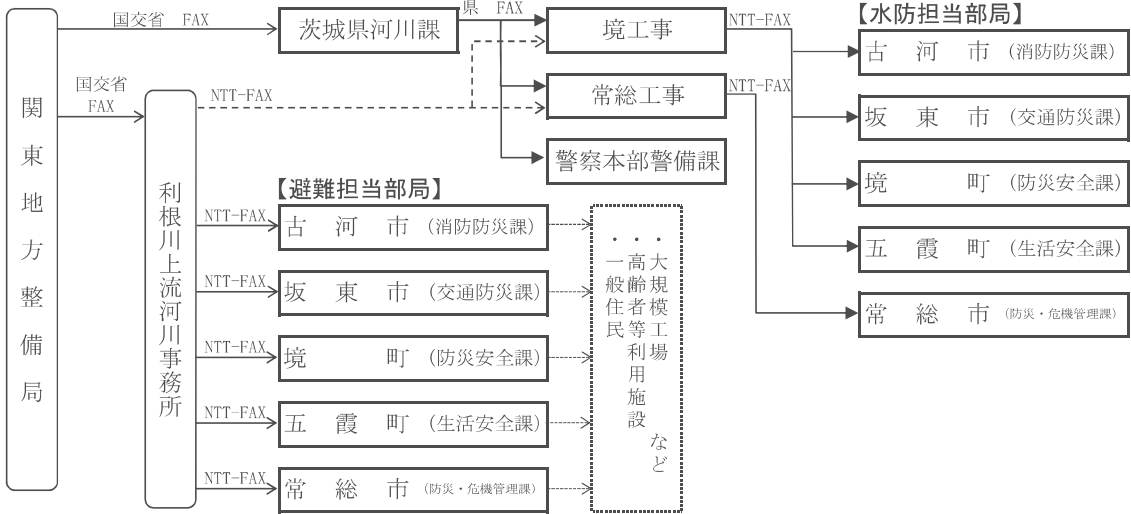 関東地方整備局
国交省 FAX
国交省
FAX
利根川上流河川事務所
茨城県河川課
県 FAX
NTT-FAX
境工事
常総工事
警察本部警備課
NTT-FAX
NTT-FAX
【水防担当部局】
古河市（消防防災課）
坂東市（交通防災課）
境町（防災安全課）
五霞町（生活安全課）
常総市（防災・危機管理課）
【避難担当部局】
NTT-FAX
古河市（消防防災課）
NTT-FAX
坂東市（交通防災課）
NTT-FAX
境町（防災安全課）
NTT-FAX
五霞町（生活安全課）
NTT-FAX
常総市（防災・危機管理課）
・大規模工場 など
・高齢者等利用施設
・一般住民